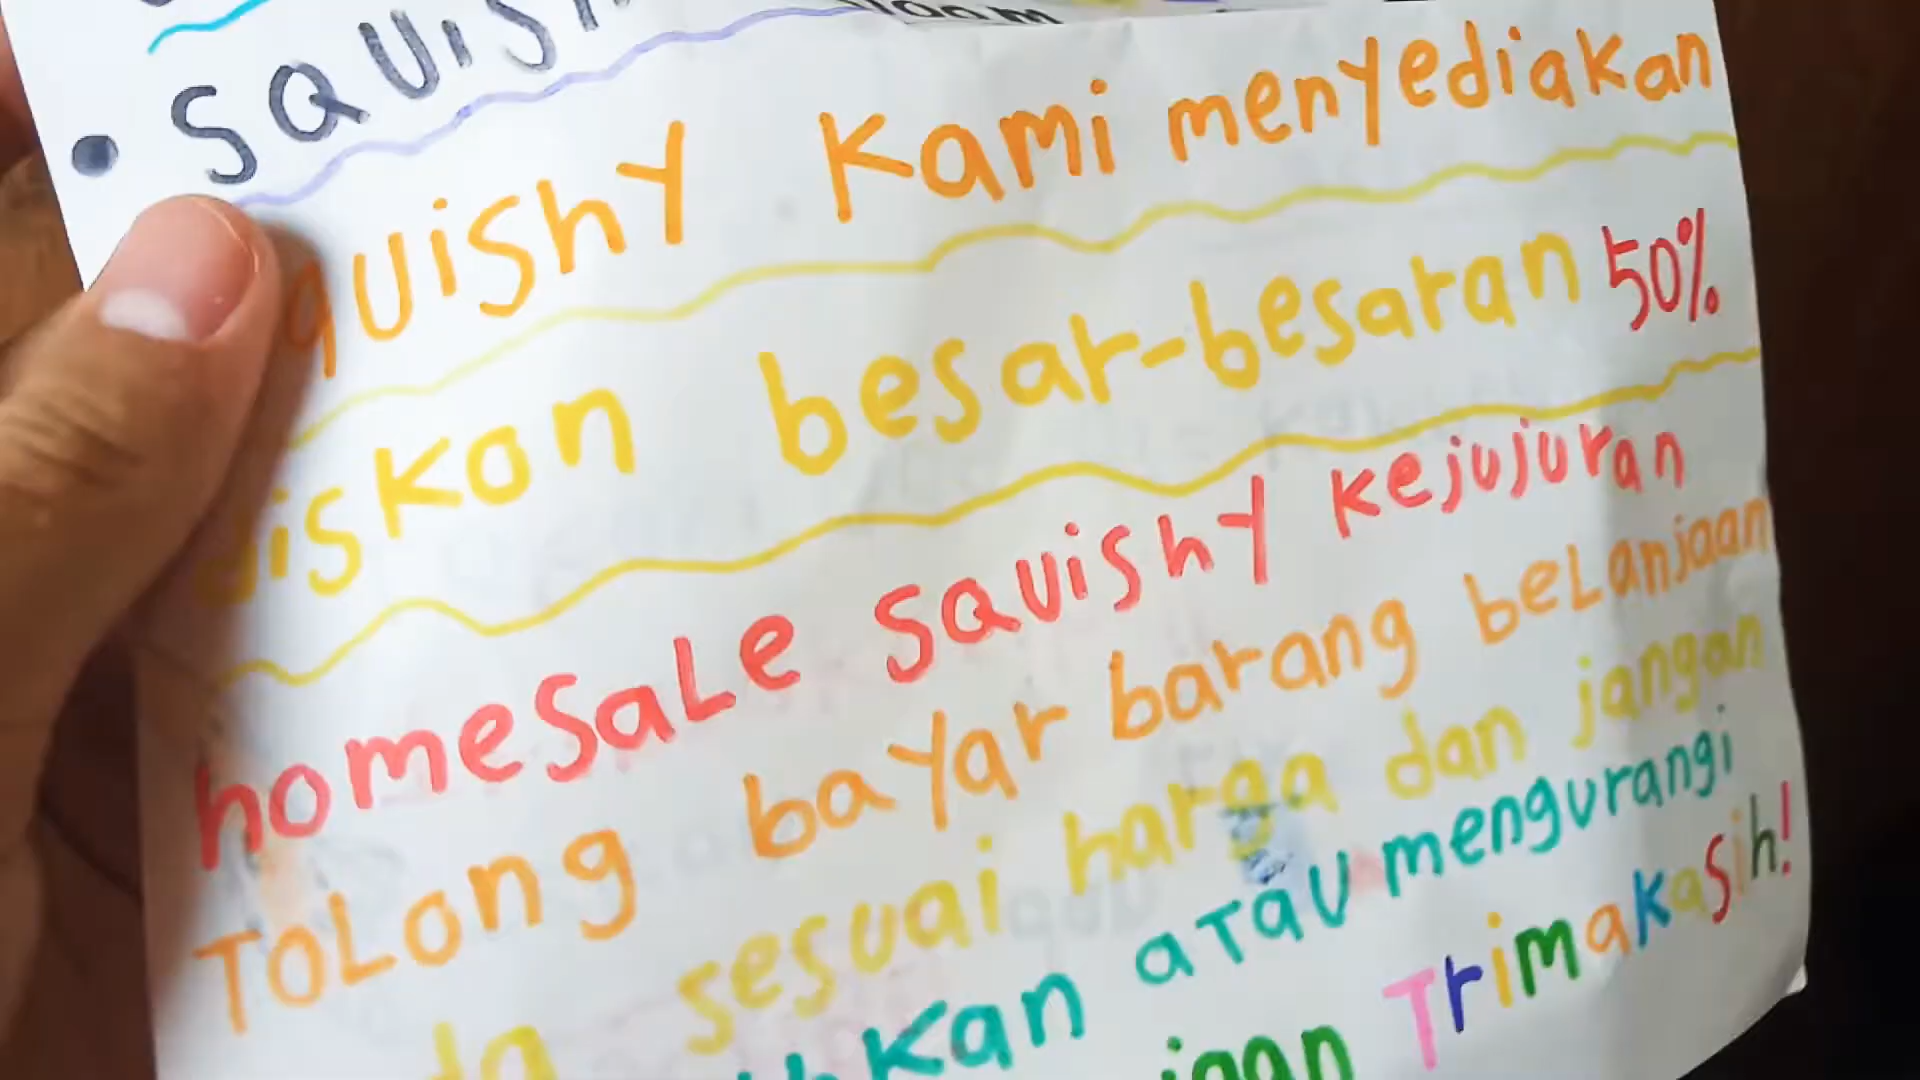 squishy kami menyediakan
diskon besar-besaran 50%
homesale squishy kejujuran
Tolong bayar barang belanjaan
sesuai harga dan jangan
atau mengurangi
Trimakasih!